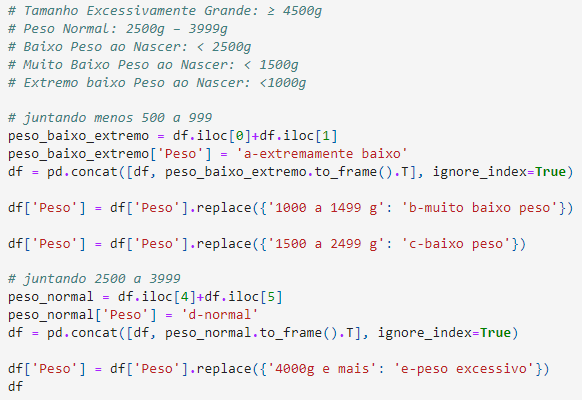 # Tamanho Excessivamente Grande: ≥ 4500g
# Peso Normal: 2500g – 3999g
# Baixo Peso ao Nascer: < 2500g
# Muito Baixo Peso ao Nascer: < 1500g
# Extremo baixo Peso ao Nascer: <1000g
# juntando menos 500 a 999
peso_baixo_extremo = df.iloc[0]+df.iloc[1]
peso_baixo_extremo['Peso'] = 'a-extremamente baixo'
df = pd.concat([df, peso_baixo_extremo.to_frame().T], ignore_index=True)
df['Peso'] = df['Peso'].replace({'1000 a 1499 g': 'b-muito baixo peso'})
df['Peso'] = df['Peso'].replace({'1500 a 2499 g': 'c-baixo peso'})
# juntando 2500 a 3999
peso_normal = df.iloc[4]+df.iloc[5]
peso_normal['Peso'] = 'd-normal'
df = pd.concat([df, peso_normal.to_frame().T], ignore_index=True)
df['Peso'] = df['Peso'].replace({'4000g e mais': 'e-peso excessivo'})
df